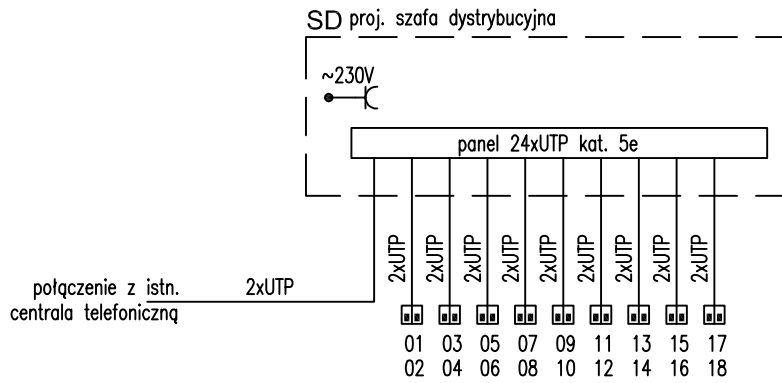 SD proj. szafa dystrybucyjna
~230V
panel 24xUTP kat. 5e
2xUTP 2xUTP 2xUTP 2xUTP 2xUTP 2xUTP 2xUTP 2xUTP 2xUTP
połączenie z istn.
centrala telefoniczną
2xUTP
01 03 05 07 09 11 13 15 17
02 04 06 08 10 12 14 16 18